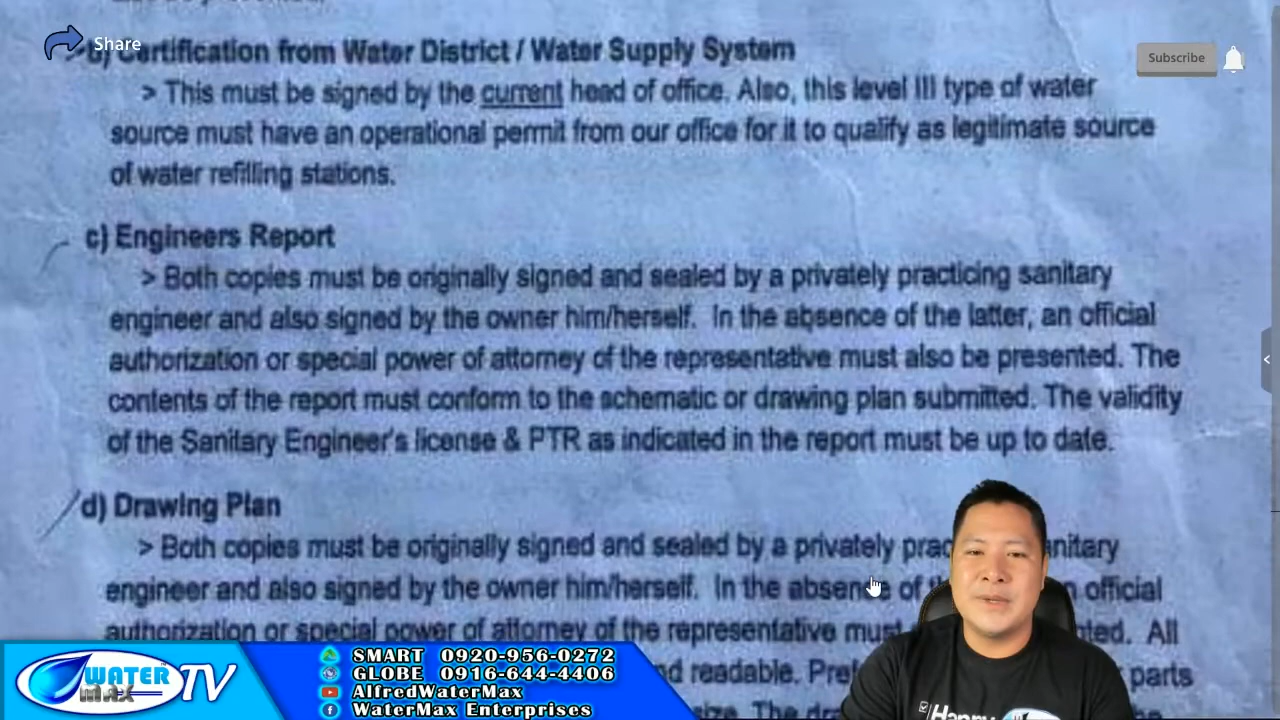 Share
Subscribe
b) Certification from Water District / Water Supply System
> This must be signed by the current head of office. Also, this level III type of water
source must have an operational permit from our office for it to qualify as legitimate source
of water refilling stations.
c) Engineers Report
> Both copies must be originally signed and sealed by a privately practicing sanitary
engineer and also signed by the owner him/herself. In the absence of the latter, an official
authorization or special power of attorney of the representative must also be presented. The
contents of the report must conform to the schematic or drawing plan submitted. The validity
of the Sanitary Engineer's license & PTR as indicated in the report must be up to date.
d) Drawing Plan
> Both copies must be originally signed and sealed by a privately
engineer and also signed by the owner him/herself. In the absence of official
authorization or special power of attorney of the representative must All
readable. parts
WATER MAX TV
SMART 0920-956-0272
GLOBE 0916-644-4406
AlfredWaterMax
WaterMax Enterprises
Happy